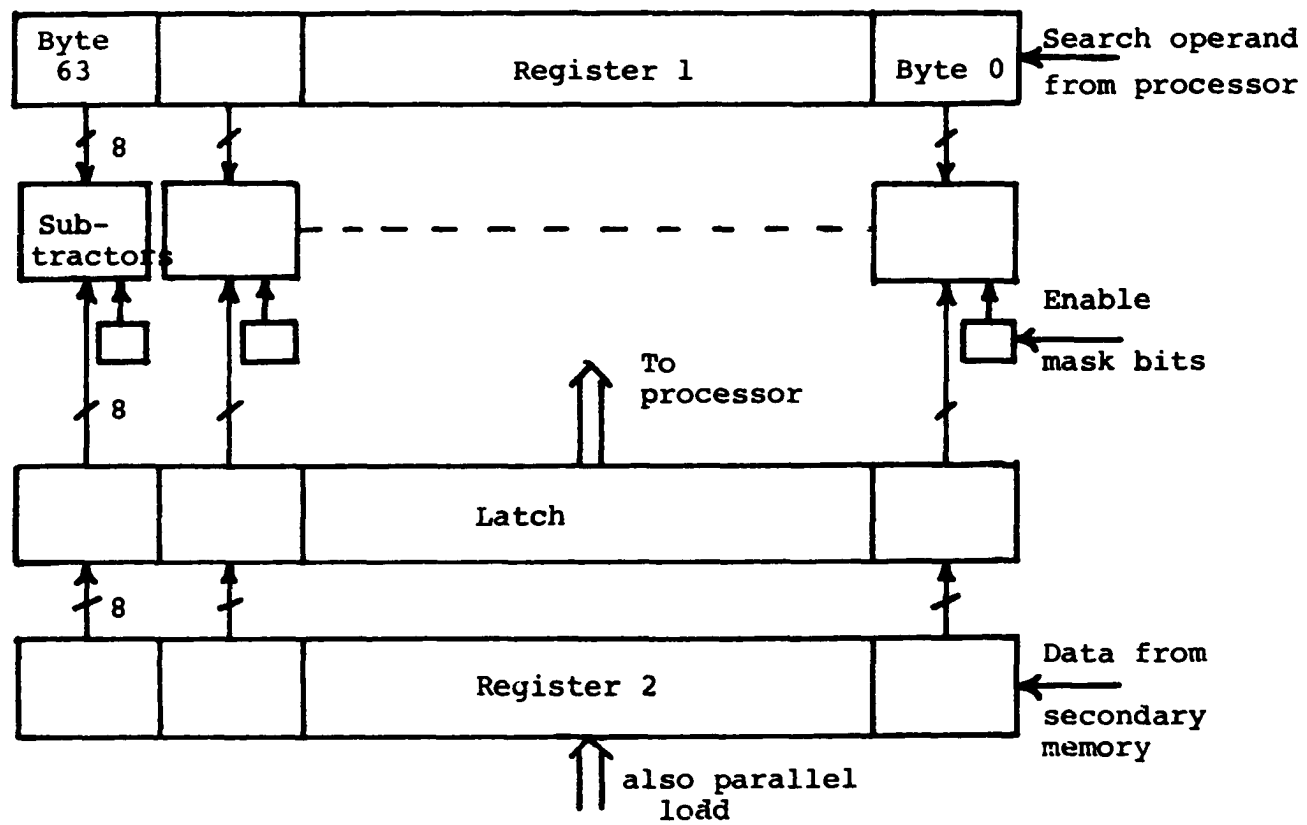 Byte
63
Register 1
Byte 0
Search operand
from processor
8
Sub-
tractors
Enable
mask bits
To
processor
8
Latch
8
Register 2
Data from
secondary
memory
also parallel
load